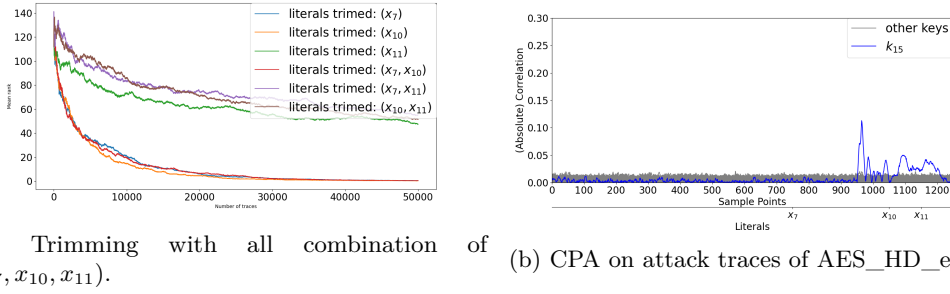 140
120
100
80
60
40
20
0
Mean rank
0 10000 20000 30000 40000 50000
Number of traces
literals trimed: (x₇)
literals trimed: (x₁₀)
literals trimed: (x₁₁)
literals trimed: (x₇, x₁₀)
literals trimed: (x₇, x₁₁)
literals trimed: (x₁₀, x₁₁)
Trimming with all combination of
, x₁₀, x₁₁).
0.30
0.25
0.20
0.15
0.10
0.05
0.00
(Absolute) Correlation
other keys
k₁₅
0 100 200 300 400 500 600 700 800 900 1000 1100 1200
Sample Points
x₇ x₁₀ x₁₁
Literals
(b) CPA on attack traces of AES_HD_e